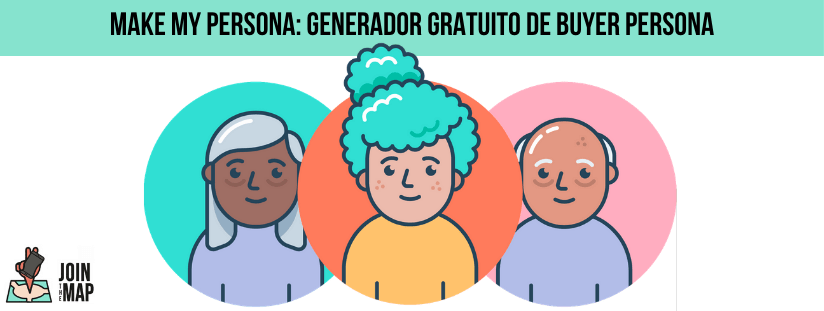 MAKE MY PERSONA: GENERADOR GRATUITO DE BUYER PERSONA
JOIN
THE MAP